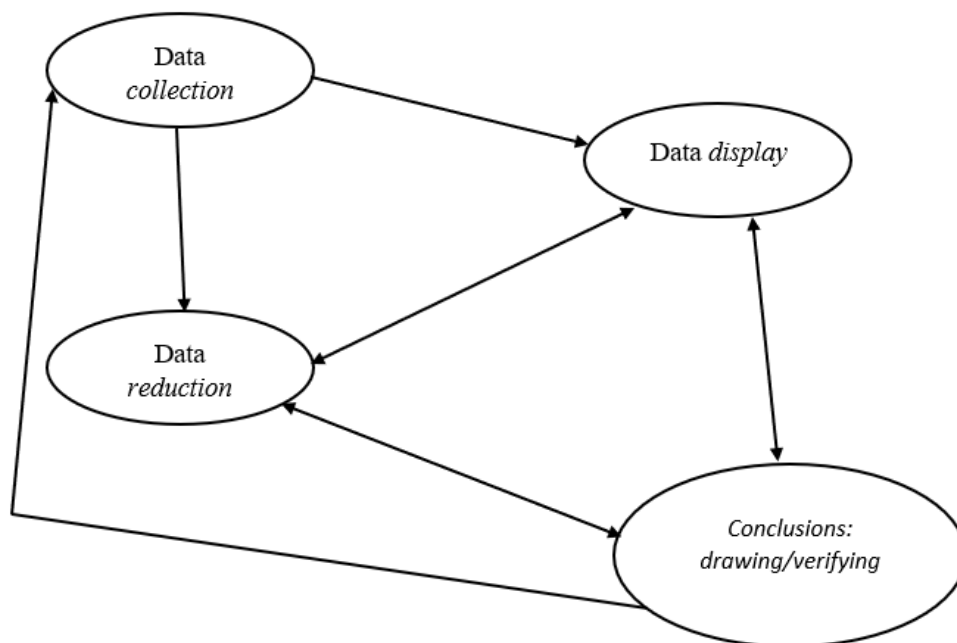 Data
collection
Data display
Data
reduction
Conclusions:
drawing/verifying